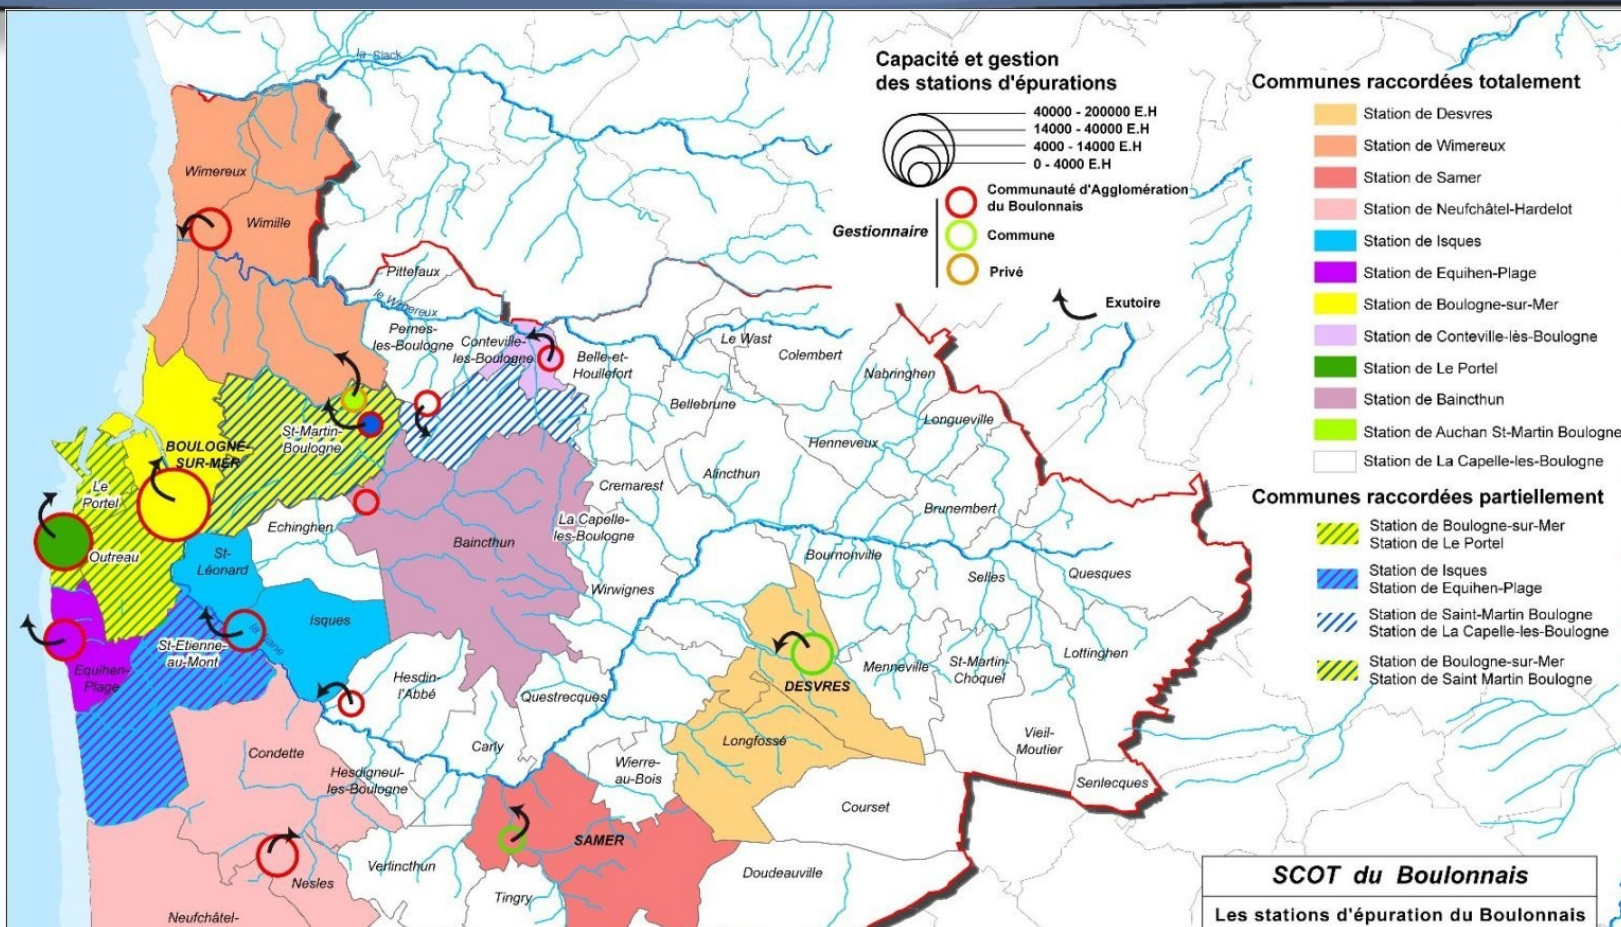 la Slack
Wimereux
Wimille
Pittefaux
le Wimereux
Pernes-
les-Boulogne
Conteville-
les-Boulogne
Belle-et-
Houllefort
Le Wast
Colembert
Nabringhen
Bellebrune
Longueville
Henneveux
St-Martin-
Boulogne
BOULOGNE-
SUR-MER
Le
Portel
Outreau
Echinghen
Alincthun
Cremarest
Brunembert
La Capelle-
les-Boulogne
Baincthun
St-
Léonard
Bournonville
Selles
Quesques
Wirwignes
Isques
la Liane
St-Etienne-
au-Mont
Equihen-
Plage
Hesdin-
l'Abbé
Questrecques
DESVRES
Menneville
St-Martin-
Choquel
Lottinghen
Longfossé
Vieil-
Moutier
Condette
Carly
Hesdigneul-
les-Boulogne
Wierre-
au-Bois
Senlecques
Courset
SAMER
Verlincthun
Nesles
Tingry
Doudeauville
Neufchâtel-
Capacité et gestion
des stations d'épurations
40000 - 200000 E.H
14000 - 40000 E.H
4000 - 14000 E.H
0 - 4000 E.H
Gestionnaire
Communauté d'Agglomération
du Boulonnais
Commune
Privé
Exutoire
Communes raccordées totalement
Station de Desvres
Station de Wimereux
Station de Samer
Station de Neufchâtel-Hardelot
Station de Isques
Station de Equihen-Plage
Station de Boulogne-sur-Mer
Station de Conteville-lès-Boulogne
Station de Le Portel
Station de Baincthun
Station de Auchan St-Martin Boulogne
Station de La Capelle-les-Boulogne
Communes raccordées partiellement
Station de Boulogne-sur-Mer
Station de Le Portel
Station de Isques
Station de Equihen-Plage
Station de Saint-Martin Boulogne
Station de La Capelle-les-Boulogne
Station de Boulogne-sur-Mer
Station de Saint Martin Boulogne
SCOT du Boulonnais
Les stations d'épuration du Boulonnais